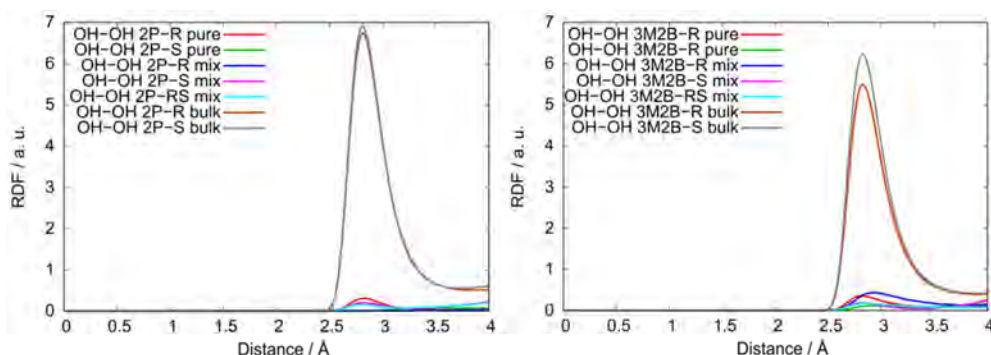 7
6
5
4
3
2
1
0
RDF / a. u.
OH-OH 2P-R pure
OH-OH 2P-S pure
OH-OH 2P-R mix
OH-OH 2P-S mix
OH-OH 2P-RS mix
OH-OH 2P-R bulk
OH-OH 2P-S bulk
0 0.5 1 1.5 2 2.5 3 3.5 4
Distance / Å
7
6
5
4
3
2
1
0
RDF / a. u.
OH-OH 3M2B-R pure
OH-OH 3M2B-R pure
OH-OH 3M2B-R mix
OH-OH 3M2B-S mix
OH-OH 3M2B-RS mix
OH-OH 3M2B-R bulk
OH-OH 3M2B-S bulk
0 0.5 1 1.5 2 2.5 3 3.5 4
Distance / Å